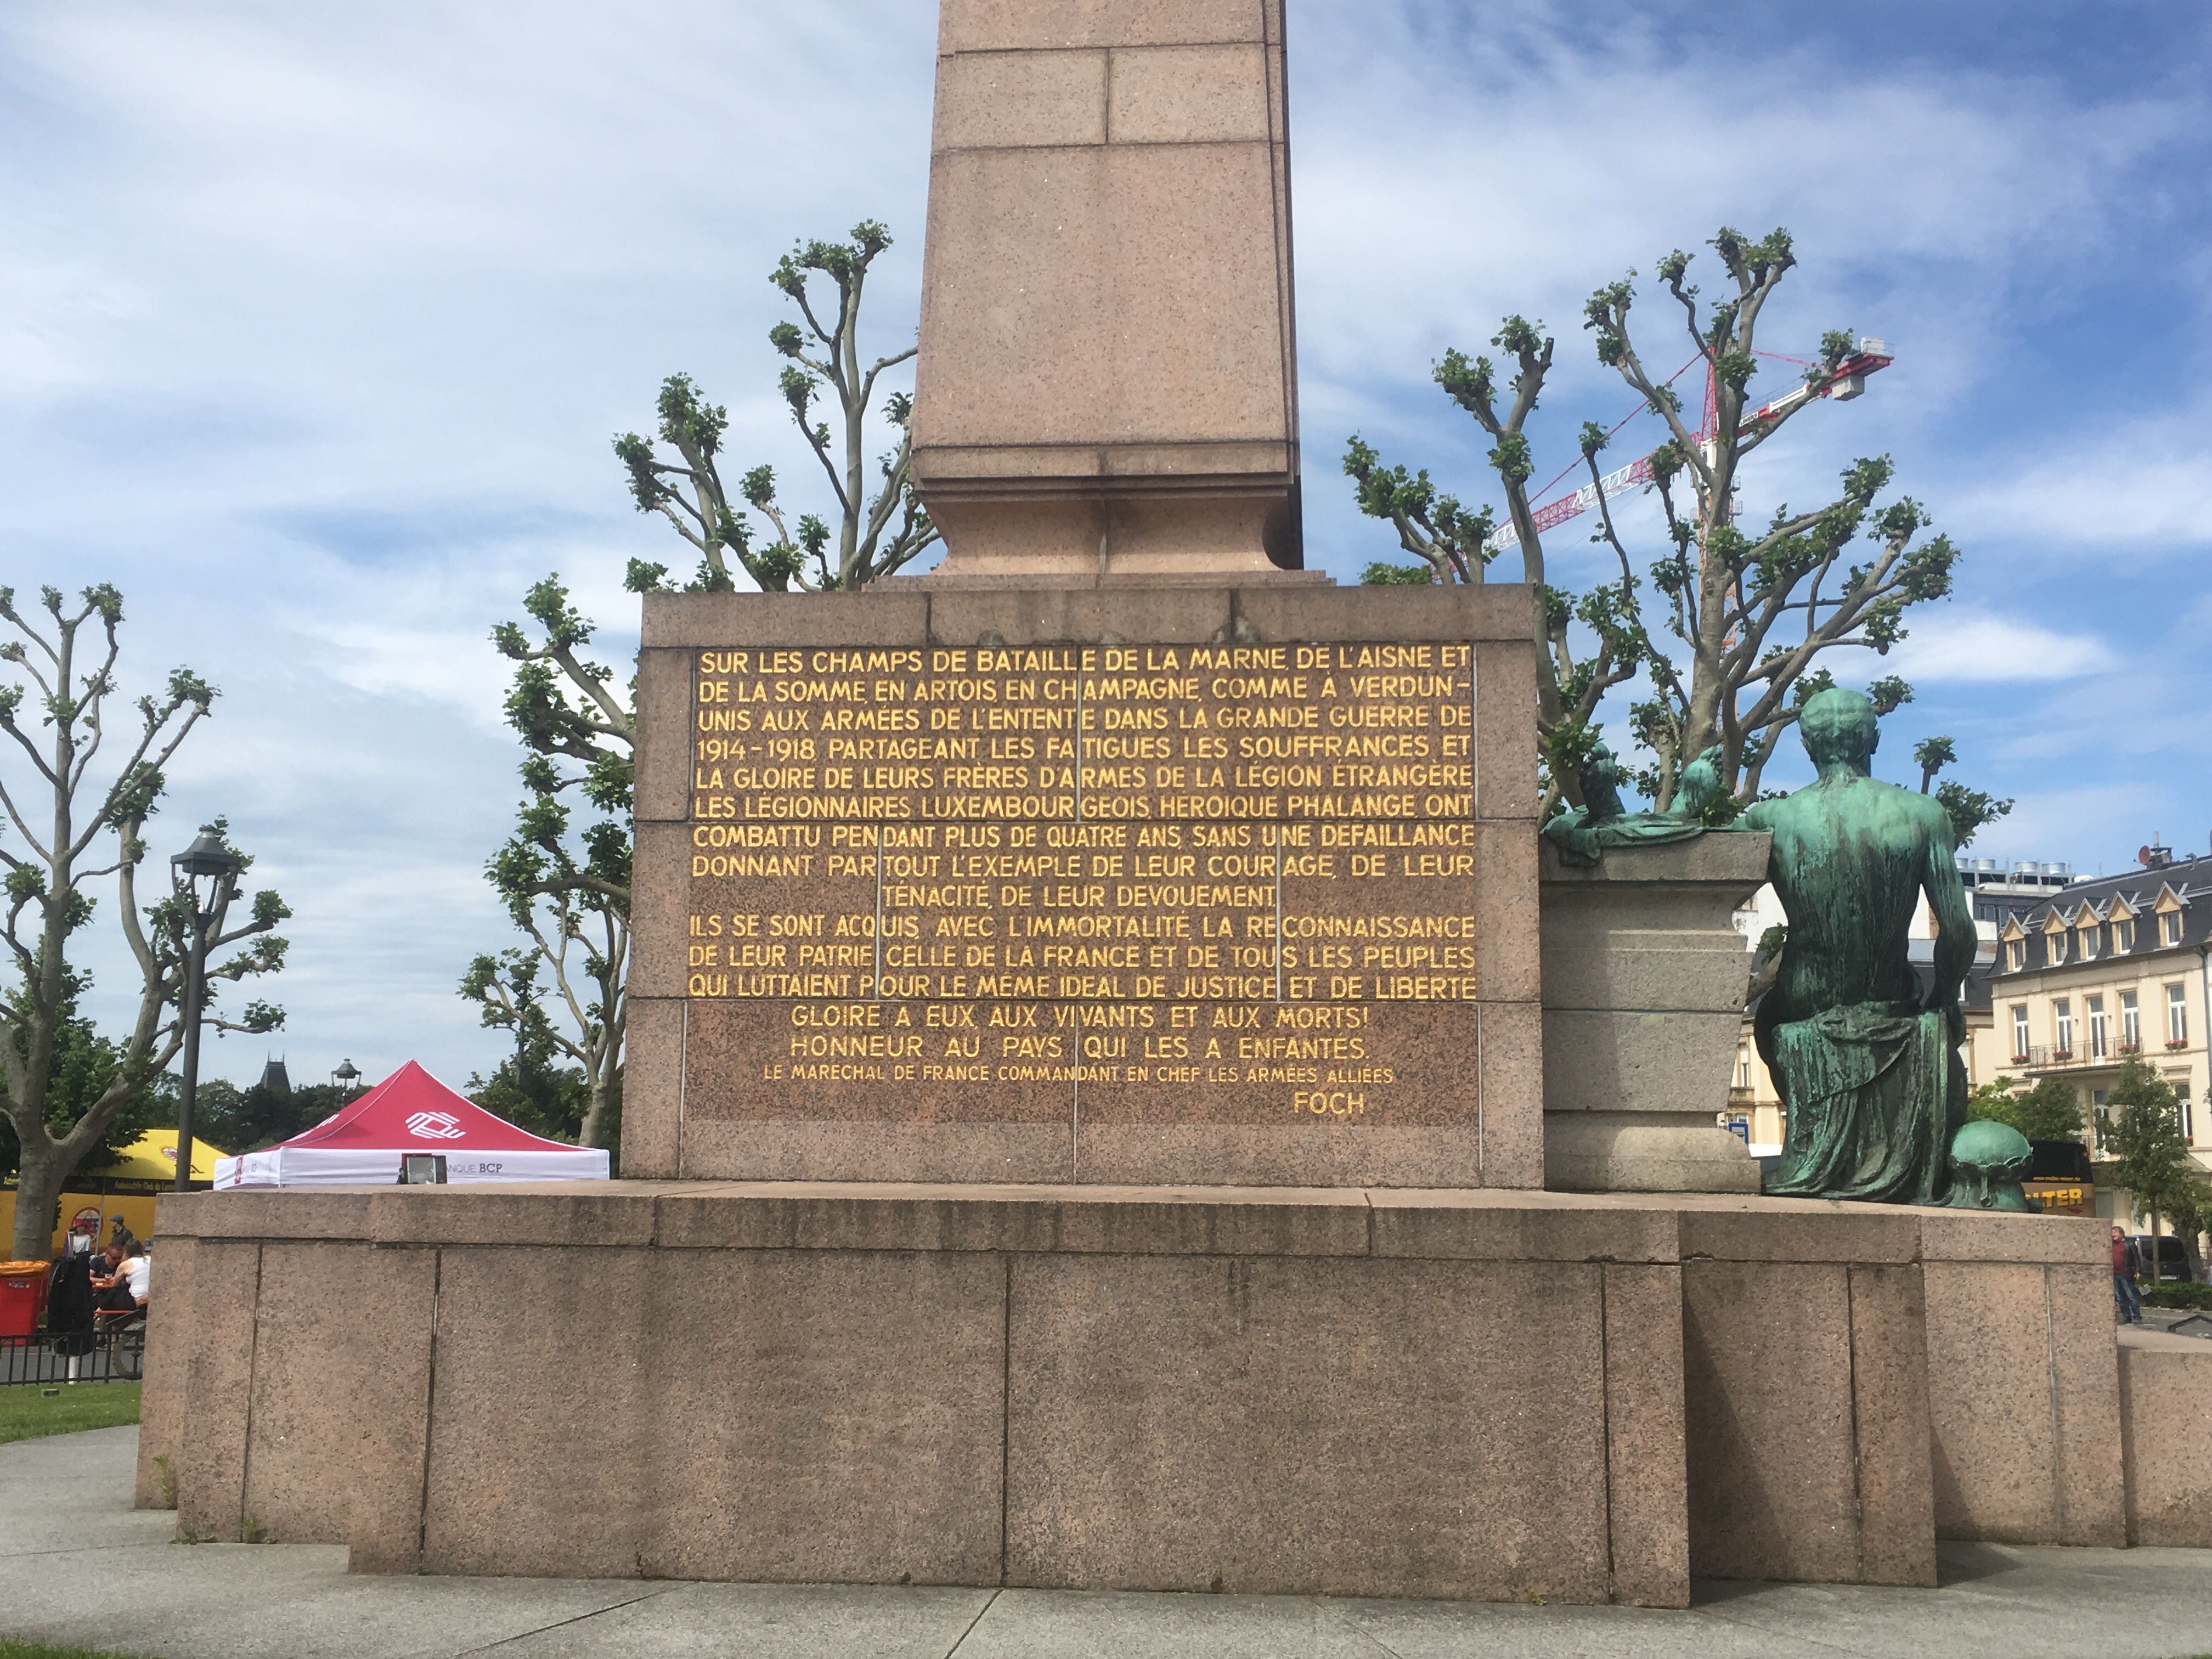 SUR LES CHAMPS DE BATAILLE DE LA MARNE, DE L'AISNE ET
DE LA SOMME, EN ARTOIS, EN CHAMPAGNE, COMME A VERDUN-
UNIS AUX ARMÉES DE L'ENTENTE DANS LA GRANDE GUERRE DE
1914-1918 PARTAGEANT LES FATIGUES LES SOUFFRANCES ET
LA GLOIRE DE LEURS FRÈRES D'ARMES DE LA LÉGION ÉTRANGÈRE
LES LÉGIONNAIRES LUXEMBOURGEOIS, HEROIQUE PHALANGE ONT
COMBATTU PENDANT PLUS DE QUATRE ANS, SANS UNE DEFAILLANCE
DONNANT PARTOUT L'EXEMPLE DE LEUR COURAGE, DE LEUR
TÉNACITÉ, DE LEUR DEVOUEMENT.
ILS SE SONT ACQUIS, AVEC L'IMMORTALITÉ, LA RECONNAISSANCE
DE LEUR PATRIE CELLE DE LA FRANCE ET DE TOUS LES PEUPLES
QUI LUTTAIENT POUR LE MEME IDEAL DE JUSTICE ET DE LIBERTE
GLOIRE A EUX, AUX VIVANTS ET AUX MORTS!
HONNEUR AU PAYS QUI LES A ENFANTÉS.
LE MARECHAL DE FRANCE COMMANDANT EN CHEF LES ARMÉES ALLIÉES
FOCH
BCP